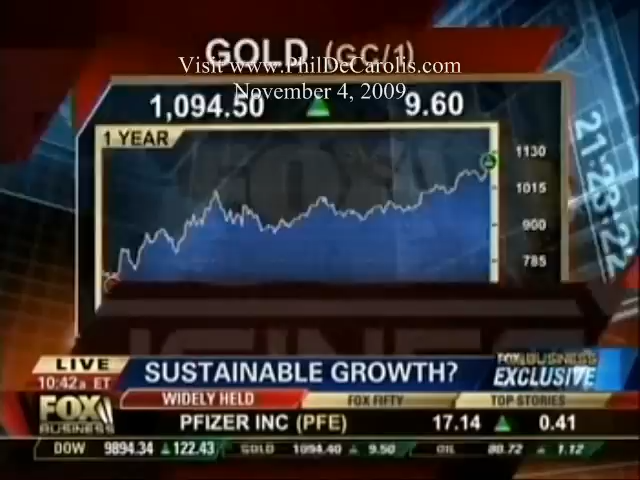 GOLD (GC/1)
Visit www.PhilDeCarolis.com
November 4, 2009
1,094.50 9.60
1 YEAR
1130
1015
900
785
21:23:22
LIVE
10:42a ET
SUSTAINABLE GROWTH?
FOX BUSINESS
EXCLUSIVE
WIDELY HELD FOX FIFTY TOP STORIES
FOX
BUSINESS
PFIZER INC (PFE) 17.14 0.41
DOW 9894.34 122.43 GOLD 1094.40 9.50 OIL 80.72 1.12